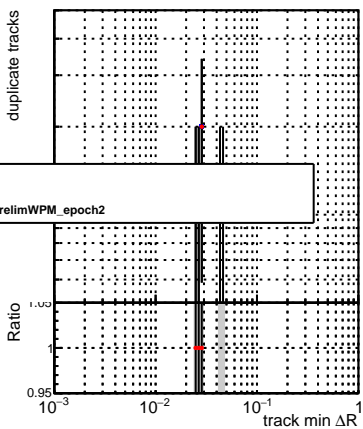 duplicate tracks
relimWPM_epoch2
Ratio
1.05
1
0.95
10⁻³ 10⁻² 10⁻¹ 1
track min ΔR